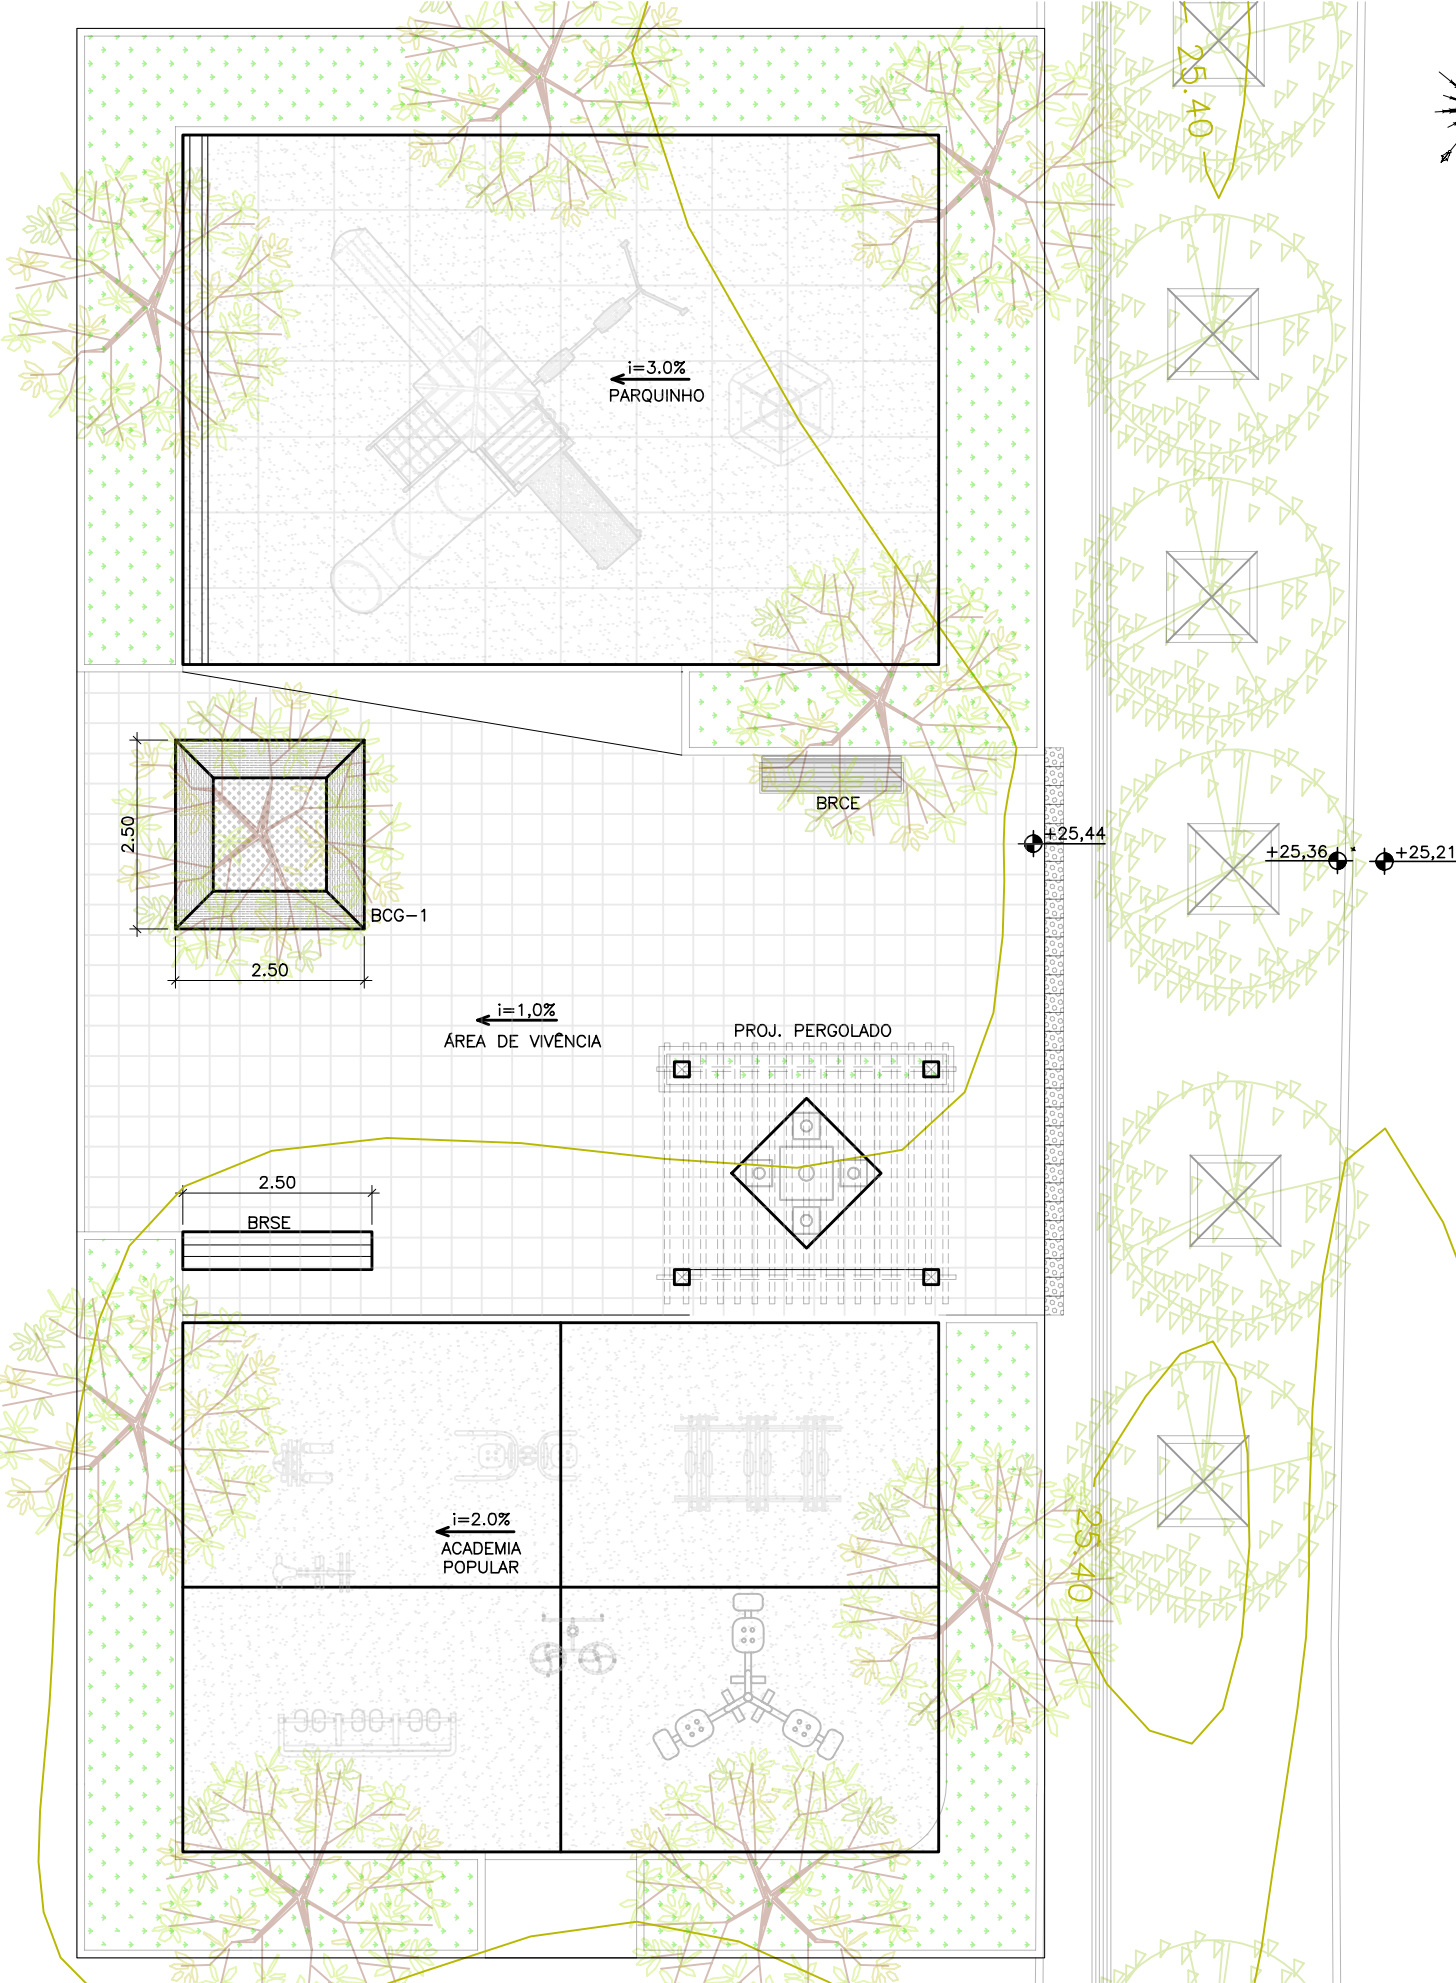 25.40
i=3.0%
PARQUINHO
BRCE
+25,44
+25,36
+25,21
2.50
BCG-1
2.50
i=1,0%
ÁREA DE VIVÊNCIA
PROJ. PERGOLADO
2.50
BRSE
i=2.0%
ACADEMIA
POPULAR
25.40